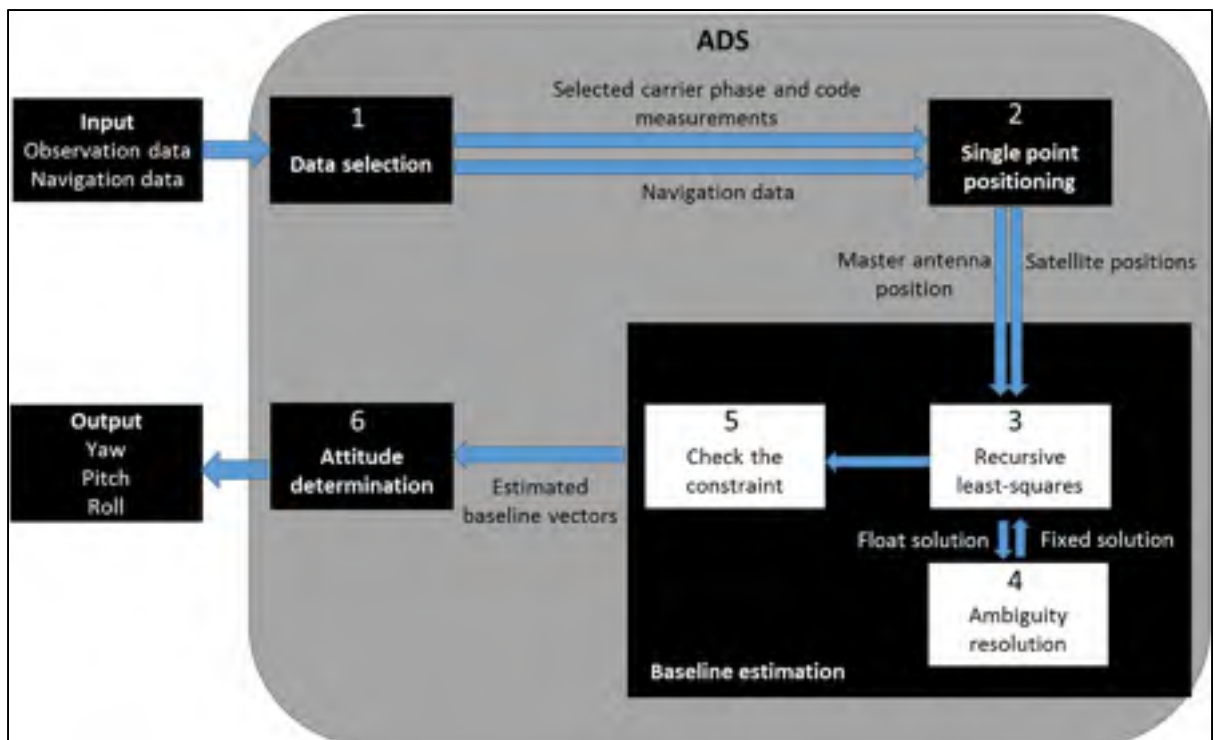 ADS
Input
Observation data
Navigation data
1
Data selection
Selected carrier phase and code
measurements
Navigation data
2
Single point
positioning
Master antenna
position
Satellite positions
3
Recursive
least-squares
Float solution
Fixed solution
4
Ambiguity
resolution
5
Check the
constraint
Baseline estimation
Estimated
baseline vectors
6
Attitude
determination
Output
Yaw
Pitch
Roll